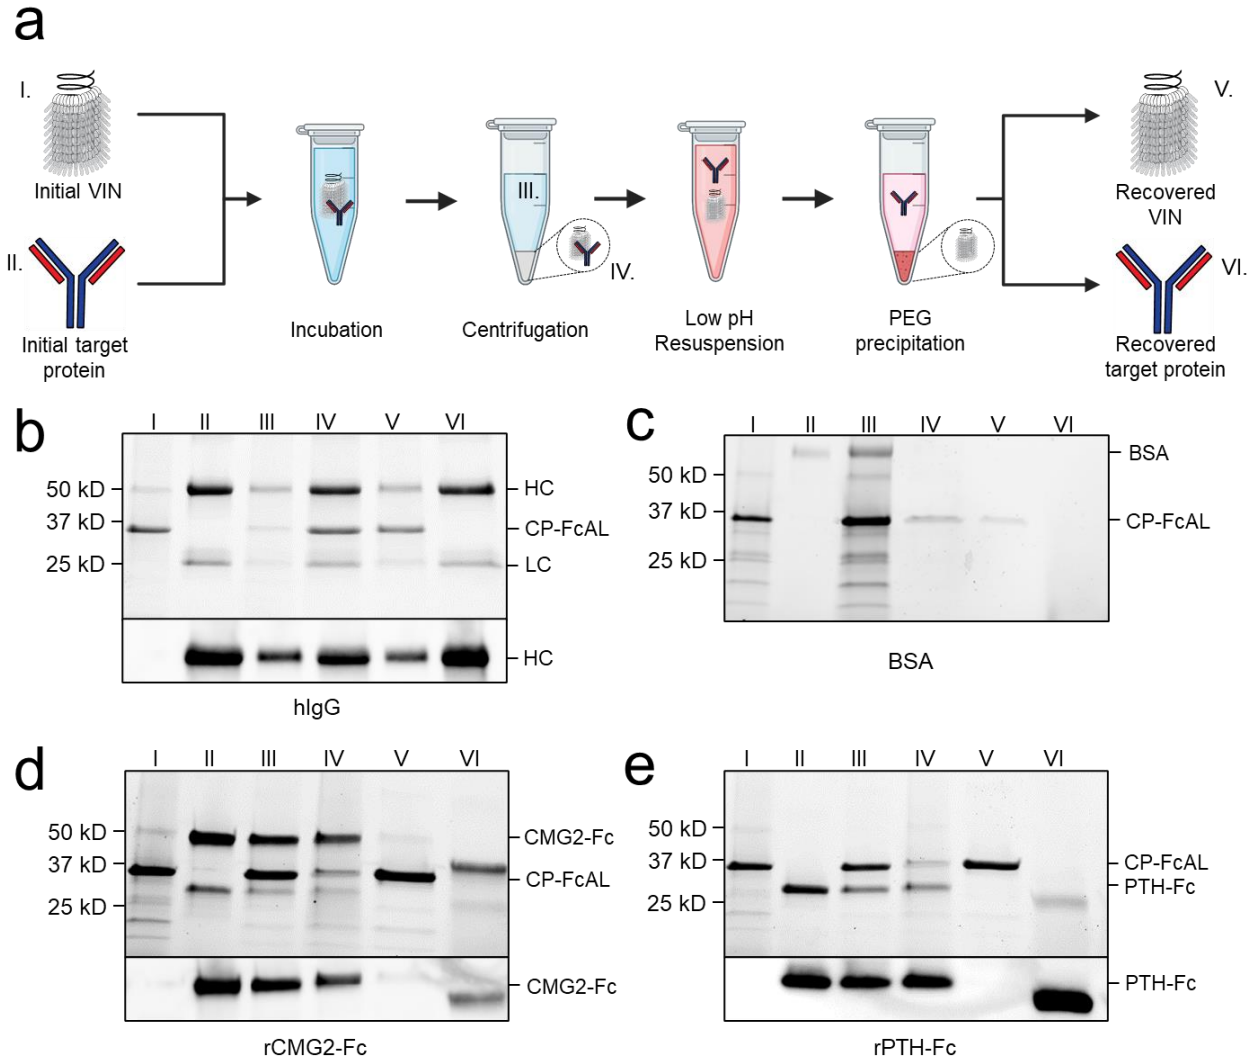 a
I.
Initial VIN
II.
Initial target
protein
Incubation
III.
IV.
Centrifugation
Low pH
Resuspension
PEG
precipitation
V.
Recovered
VIN
VI.
Recovered
target protein
b
I II III IV V VI
50 kD
HC
37 kD
CP-FcAL
25 kD
LC
HC
hIgG
c
I II III IV V VI
BSA
50 kD
37 kD
CP-FcAL
25 kD
BSA
d
I II III IV V VI
50 kD
CMG2-Fc
37 kD
CP-FcAL
25 kD
CMG2-Fc
rCMG2-Fc
e
I II III IV V VI
50 kD
37 kD
CP-FcAL
PTH-Fc
25 kD
PTH-Fc
rPTH-Fc